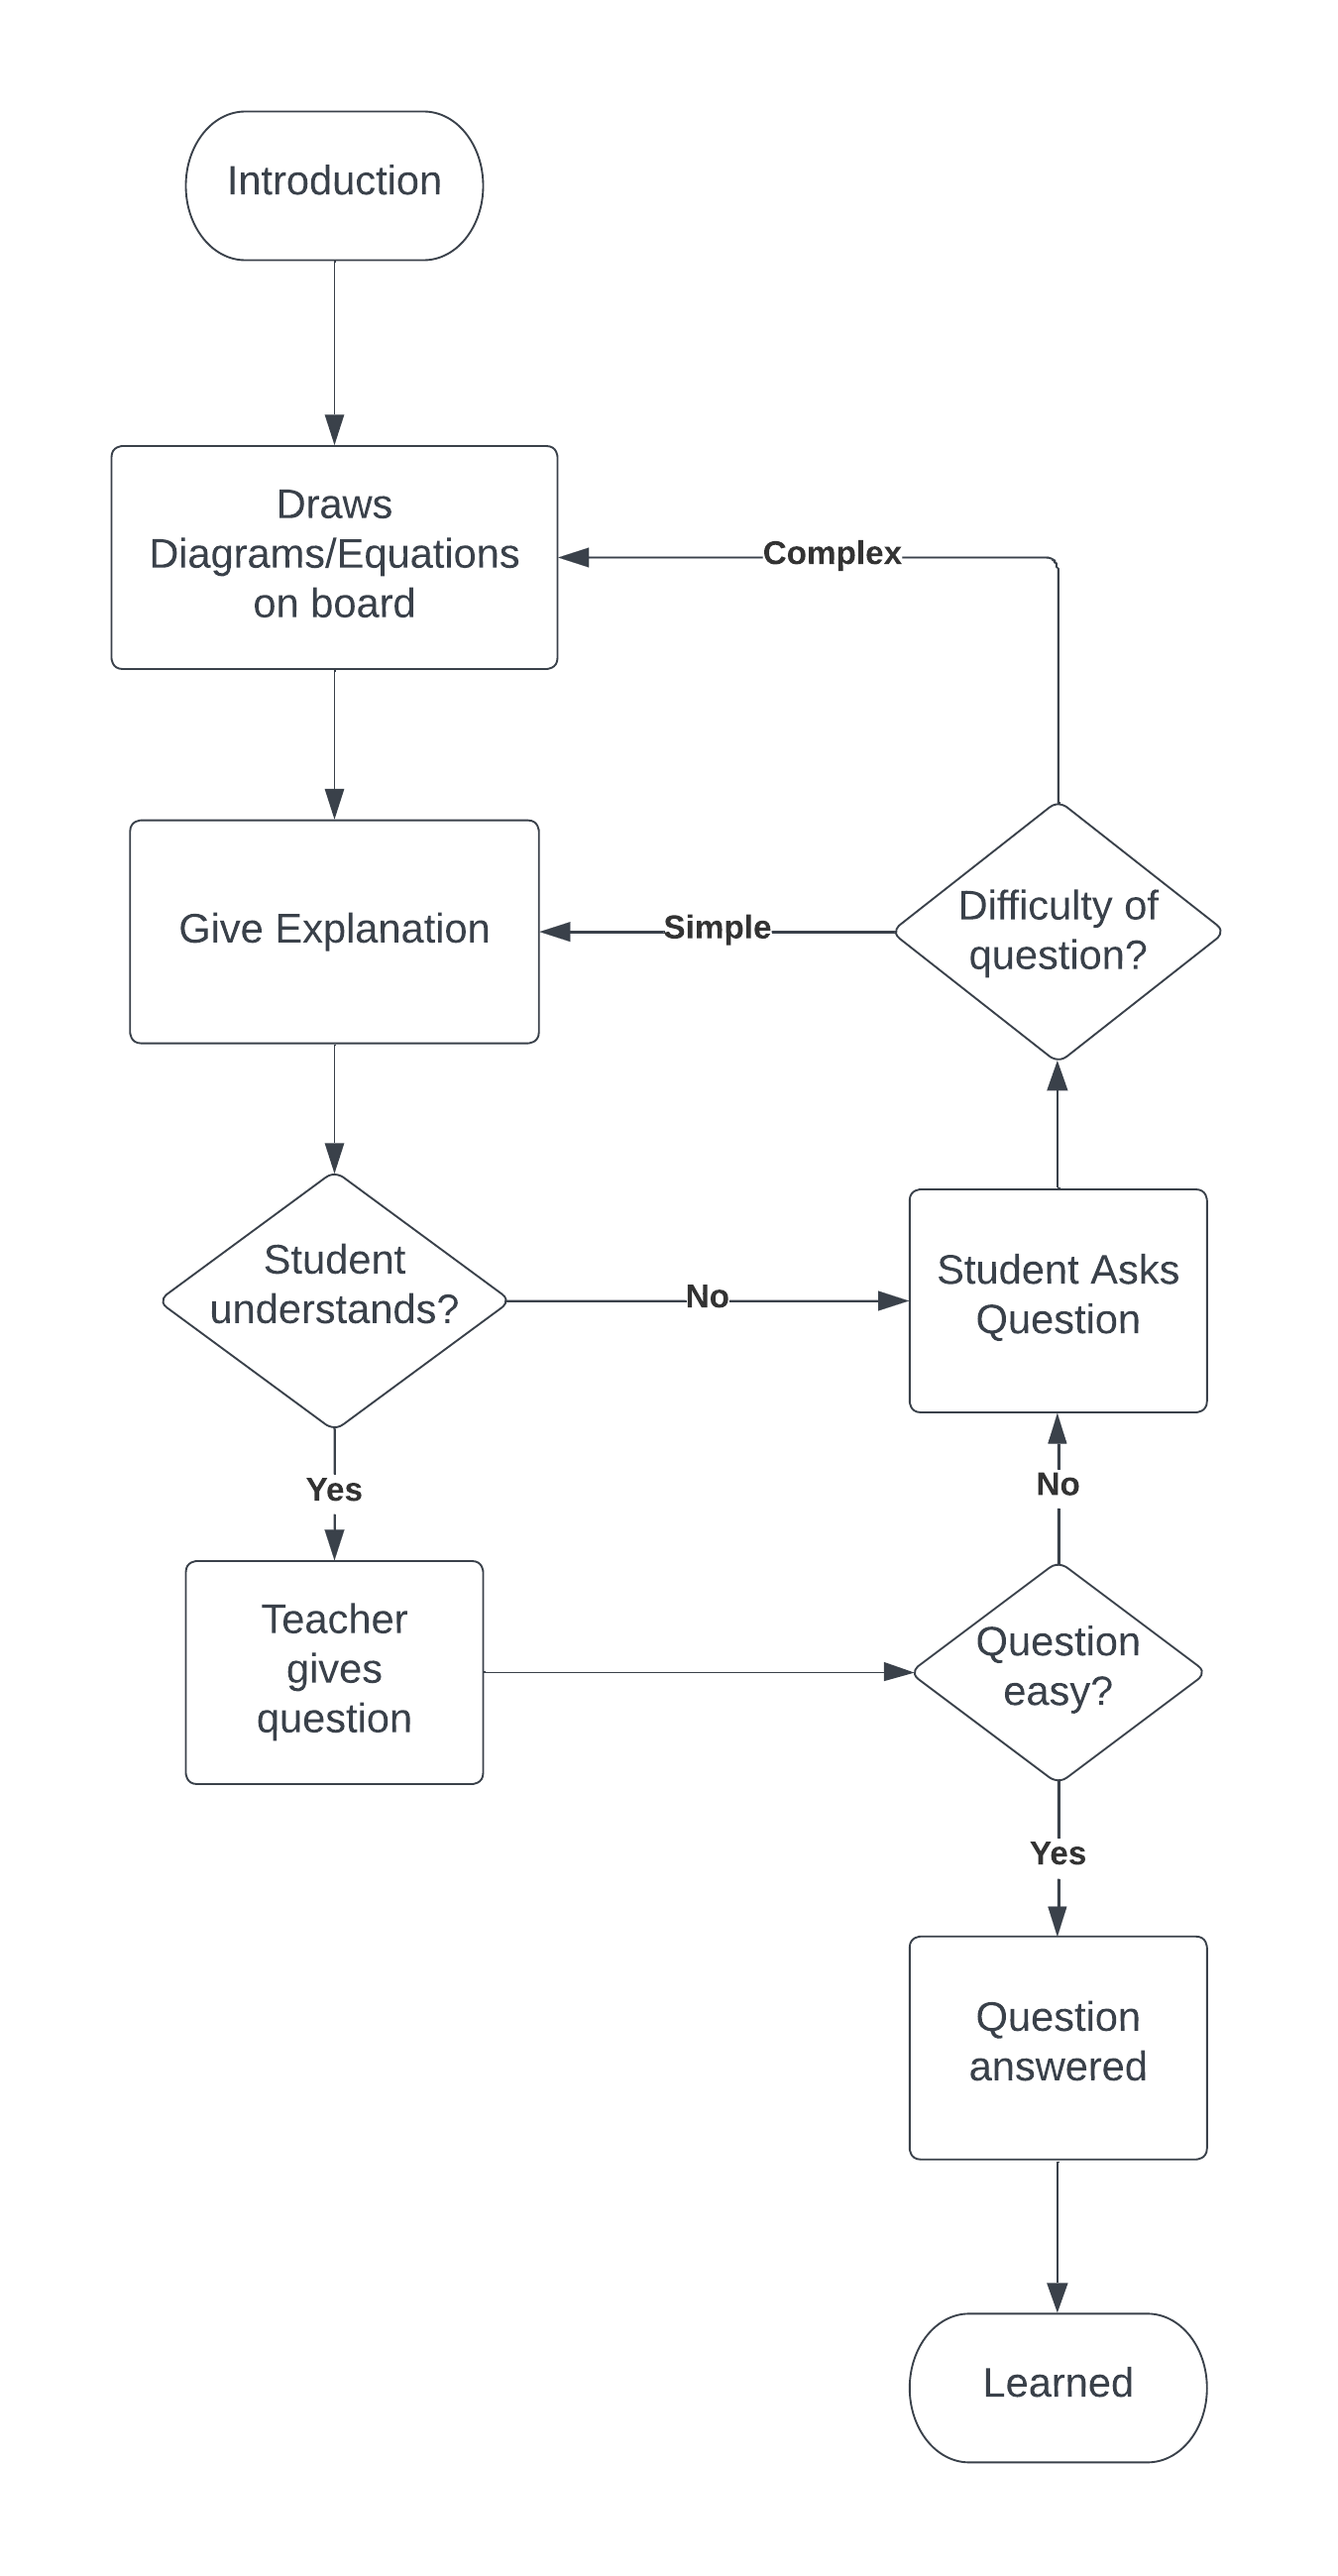 Introduction
Draws
Diagrams/Equations
on board
Complex
Give Explanation
Simple
Difficulty of
question?
Student
understands?
No
Student Asks
Question
Yes
No
Teacher
gives
question
Question
easy?
Yes
Question
answered
Learned